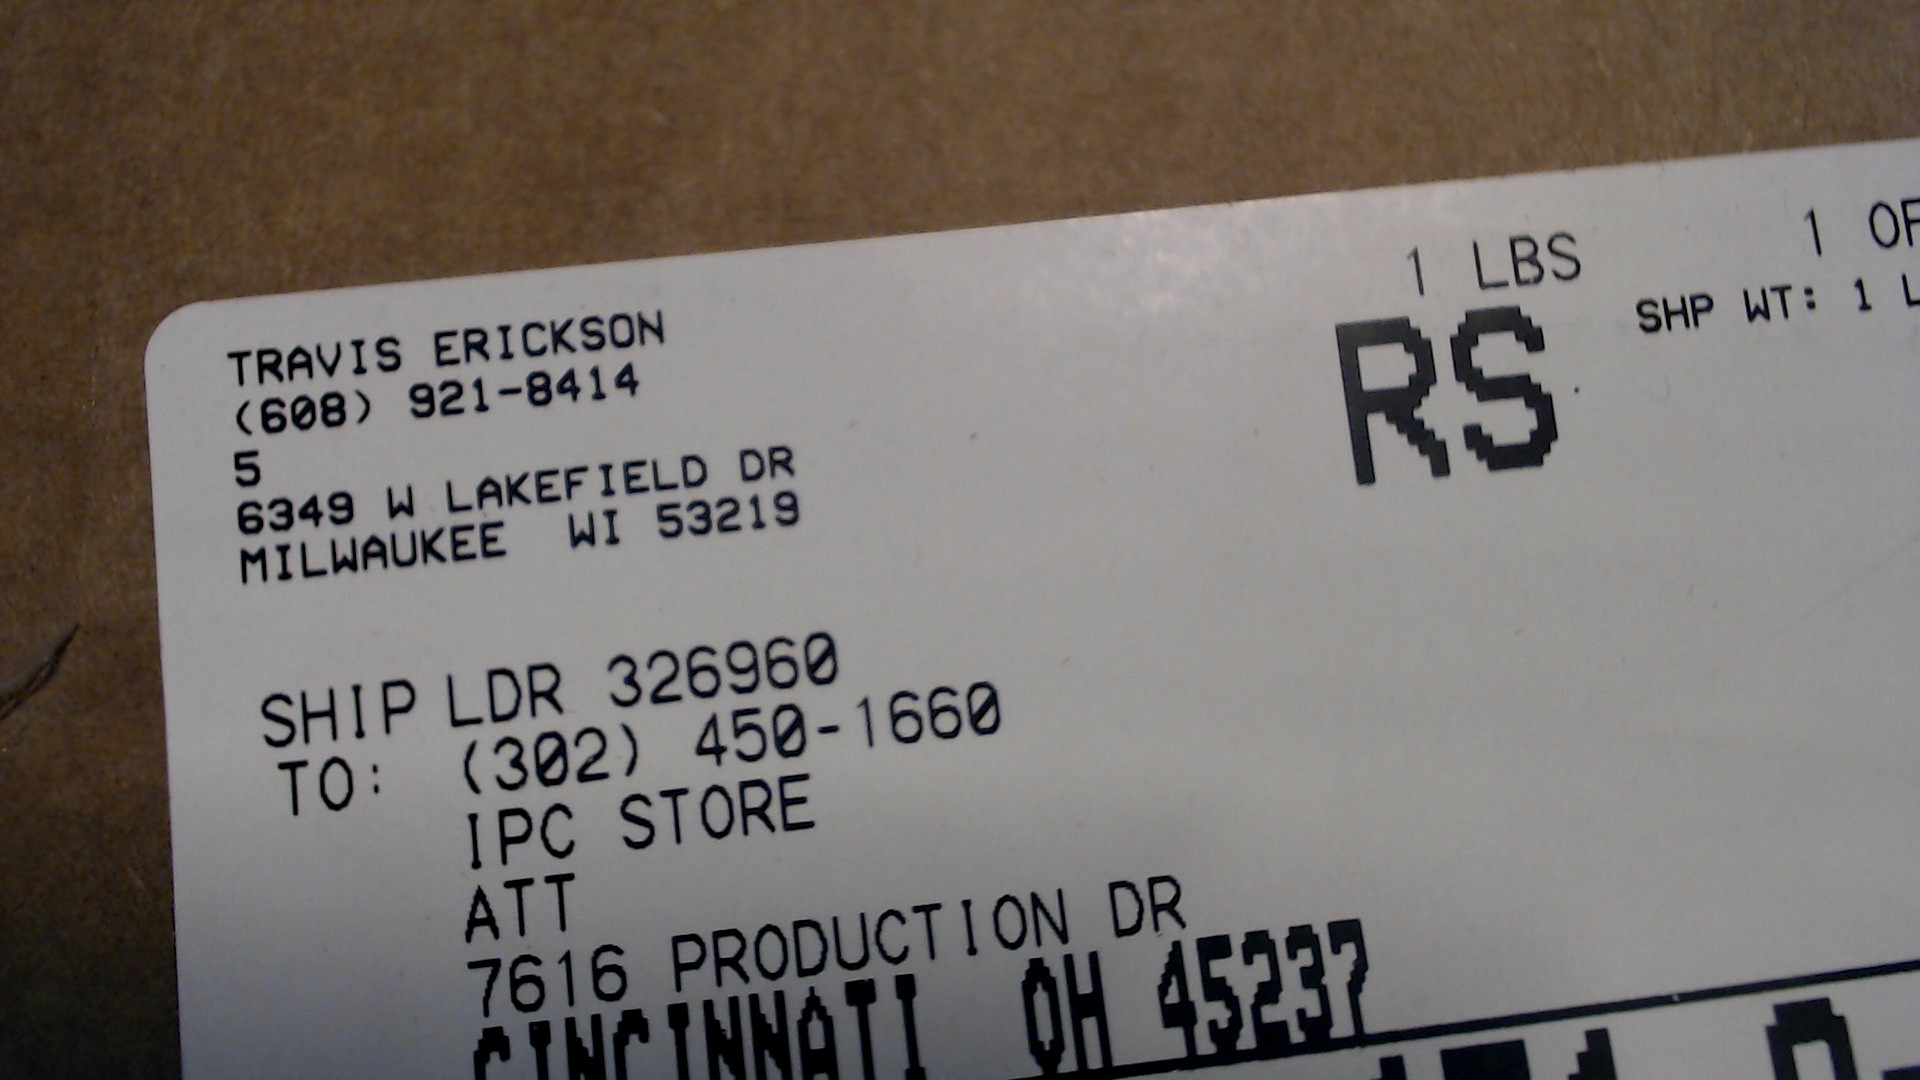 TRAVIS ERICKSON
(608) 921-8414
5
6349 W LAKEFIELD DR
MILWAUKEE WI 53219
1 LBS
1 OF
SHP WT: 1 L
RS
SHIP LDR 326960
TO: (302) 450-1660
IPC STORE
ATT
7616 PRODUCTION DR
CINCINNATI OH 45237